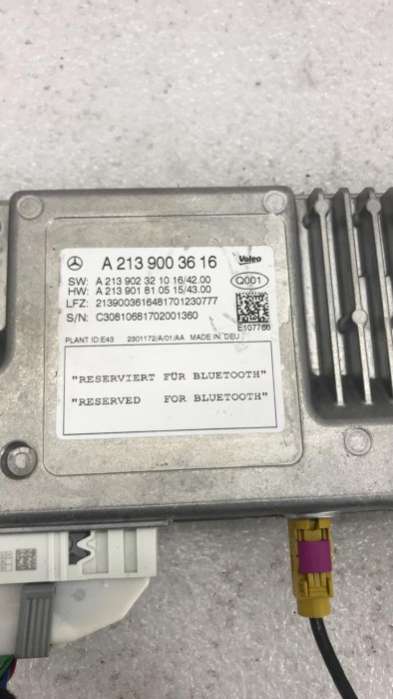 A 213 900 36 16
Valeo
SW: A 213 902 32 10 16/42.00
HW: A 213 901 81 05 15/43.00
Q001
LFZ: 2139003616481701230777
S/N: C30810681702001360
E107766
PLANT ID:E43 2301172/A/01/AA MADE IN DEU
"RESERVIERT FÜR BLUETOOTH"
"RESERVED FOR BLUETOOTH"